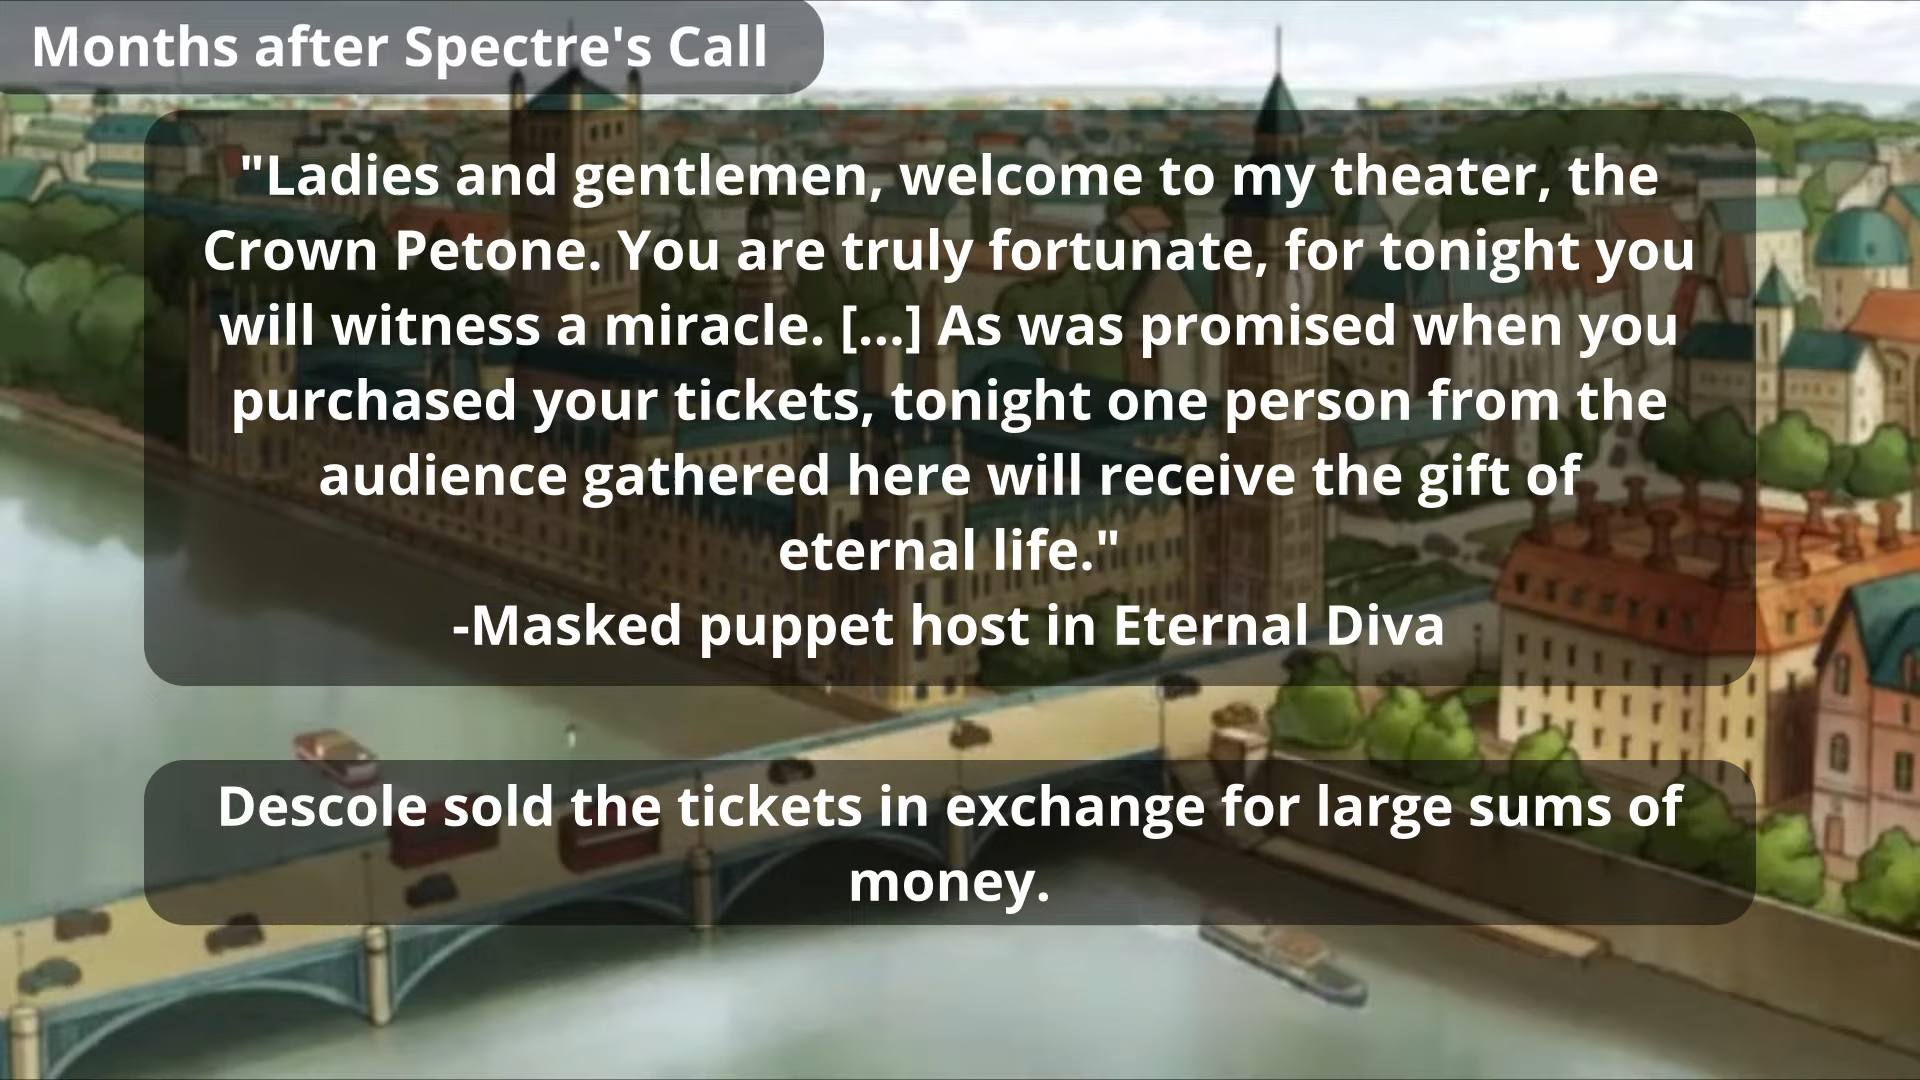 Months after Spectre's Call
"Ladies and gentlemen, welcome to my theater, the
Crown Petone. You are truly fortunate, for tonight you
will witness a miracle. [...] As was promised when you
purchased your tickets, tonight one person from the
audience gathered here will receive the gift of
eternal life."
-Masked puppet host in Eternal Diva
Descole sold the tickets in exchange for large sums of
money.